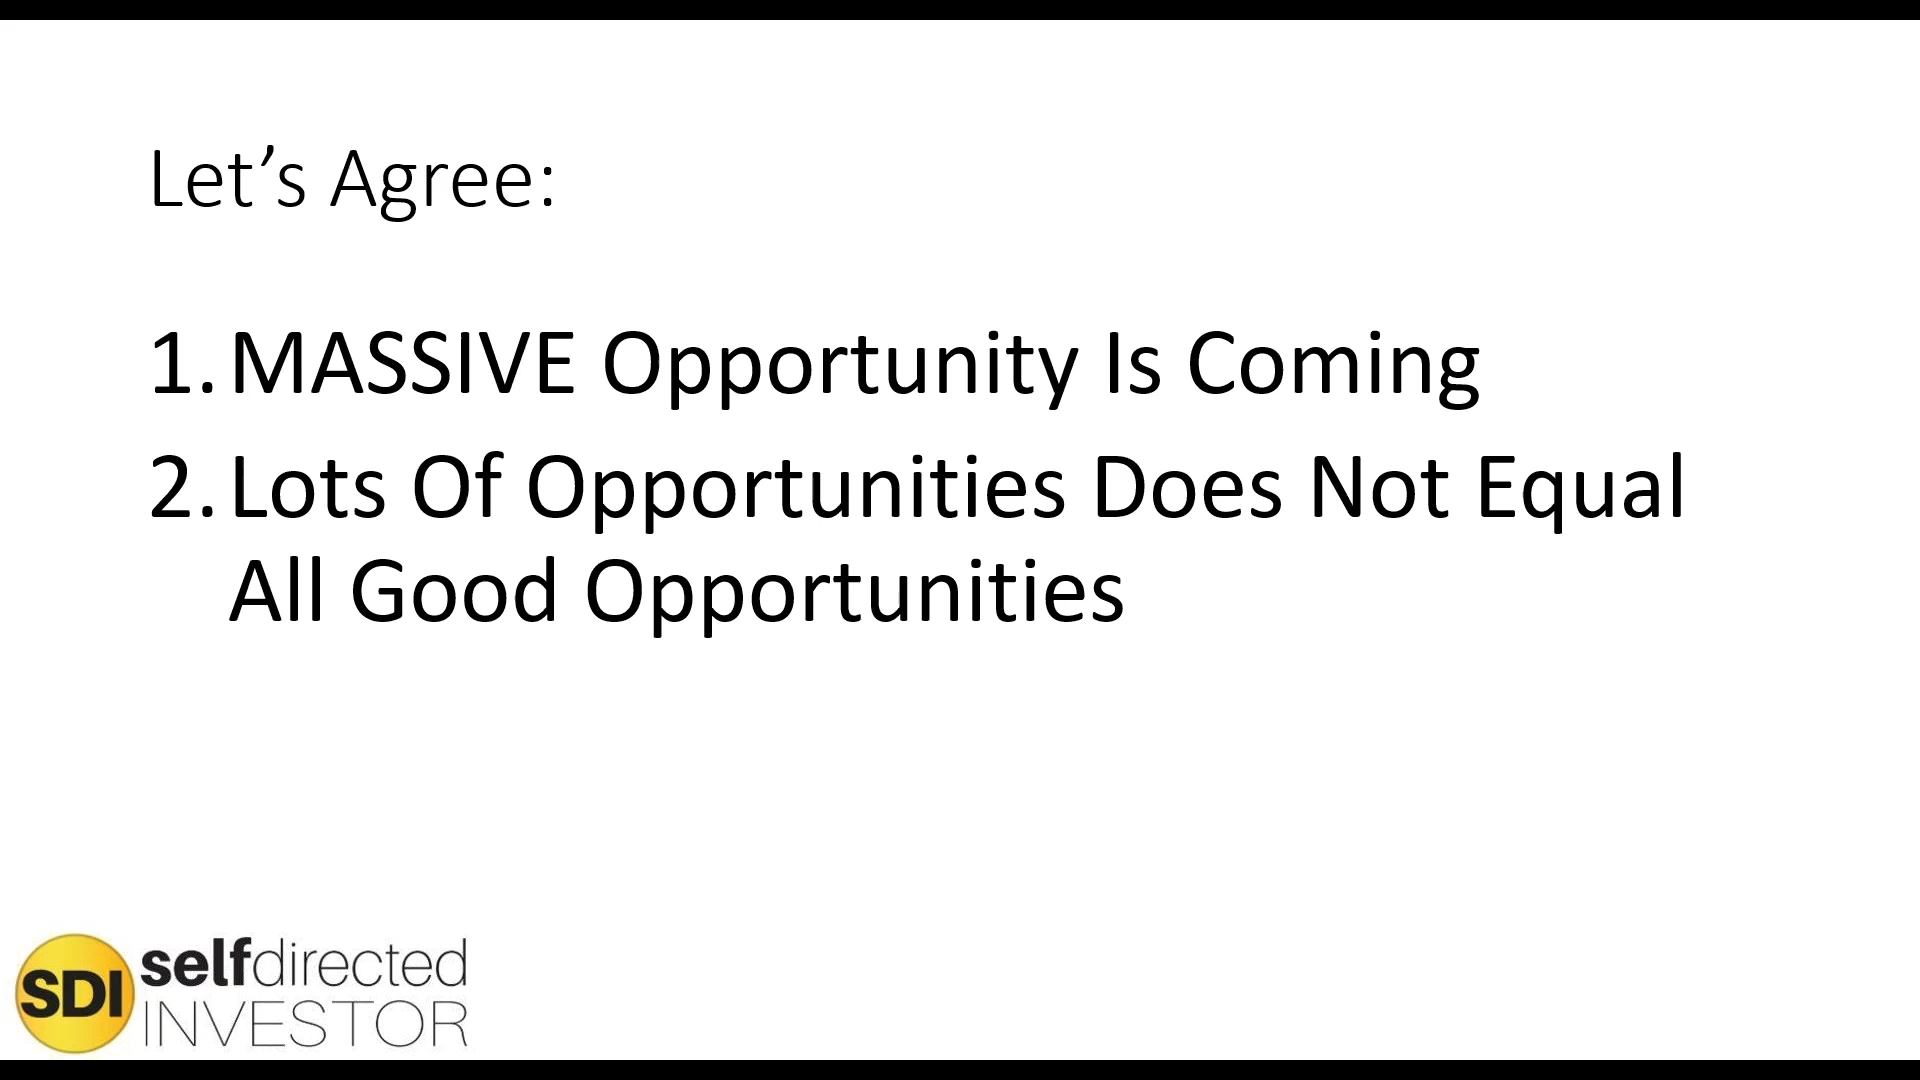 Let’s Agree:
1. MASSIVE Opportunity Is Coming
2. Lots Of Opportunities Does Not Equal
All Good Opportunities
SDI
selfdirected
INVESTOR